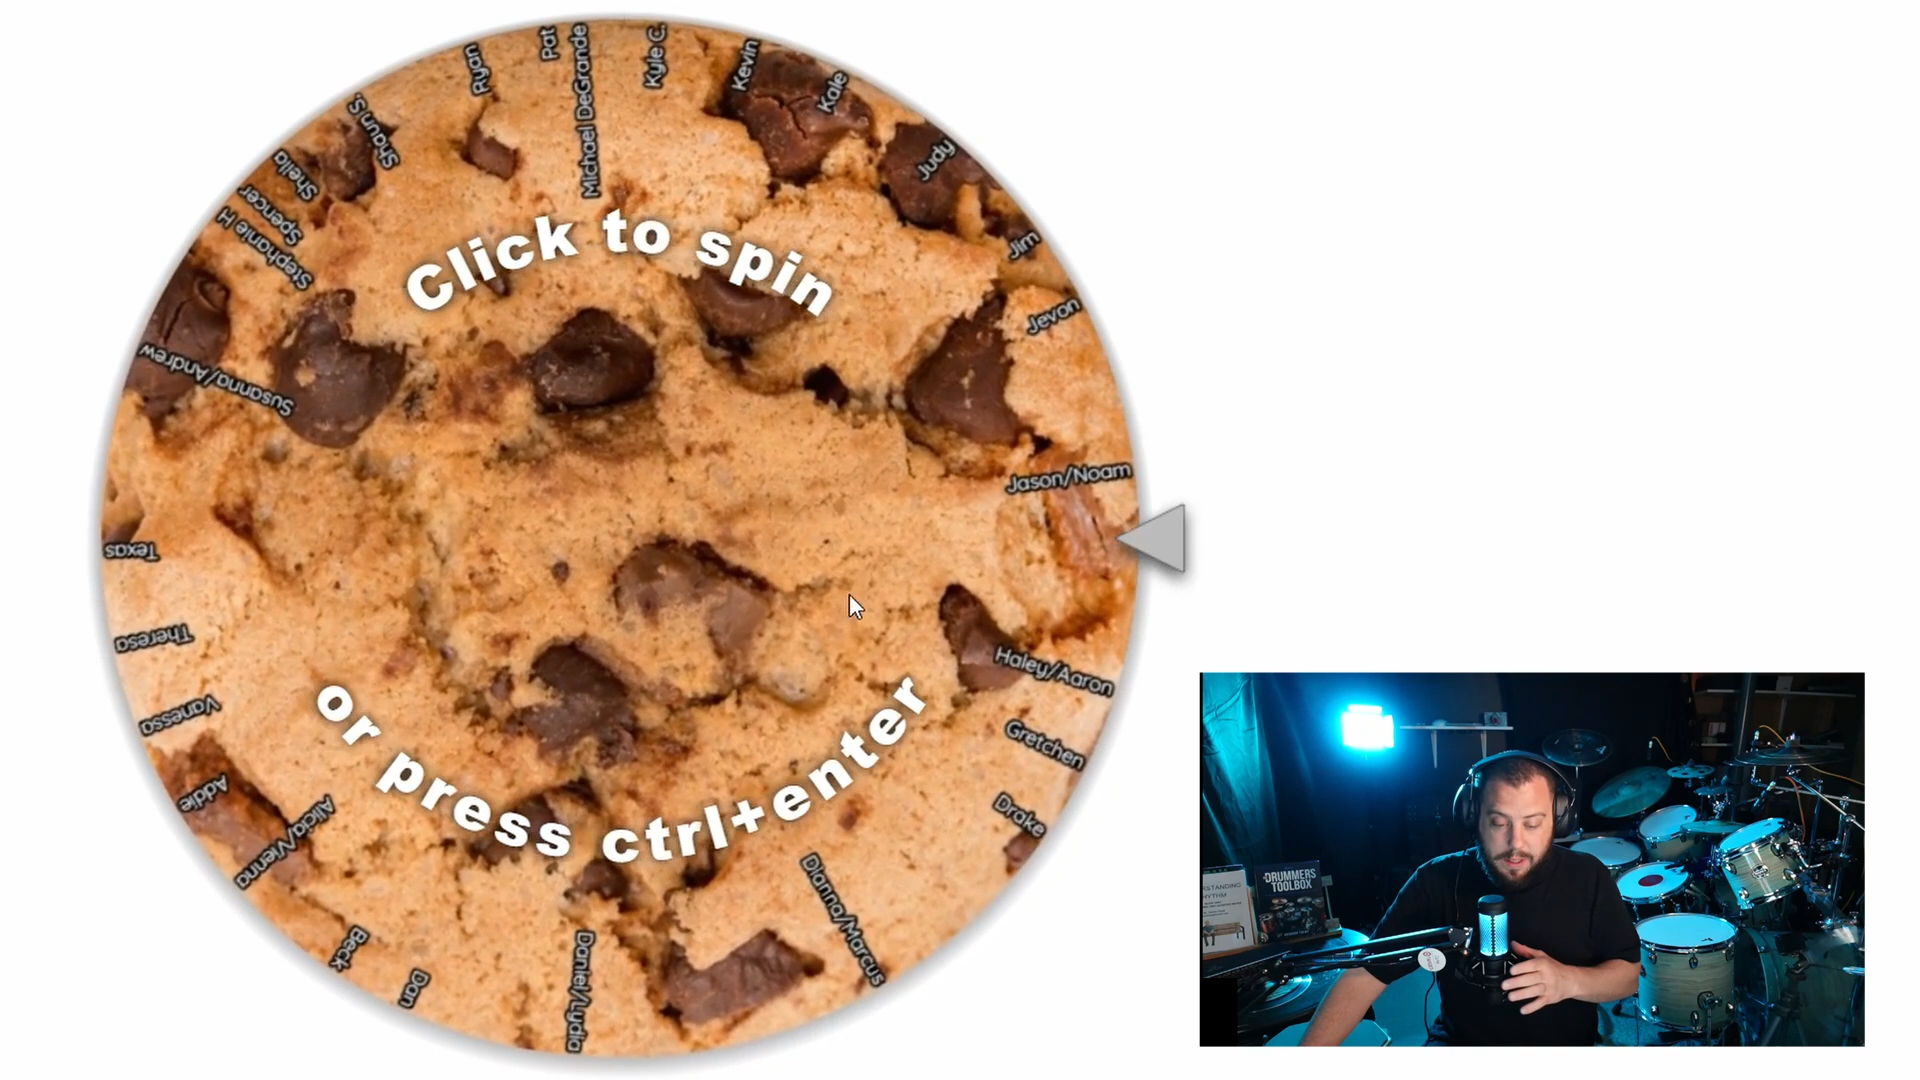 Click to spin
or press ctrl+enter
Pat
Michael DeGrande
Kyle C.
Kevin
Kale
Judy
Jim
Jevon
Jason/Noam
Haley/Aaron
Gretchen
Drake
Dianna/Marcus
Daniel/Lydia
Dan
Beck
Alicia/Vienna
Addie
Vanessa
Theresa
Texas
Susanna/Andrew
Stephanie H
Spencer
Sheila
Shaun S.
Ryan
DRUMMERS
TOOLBOX